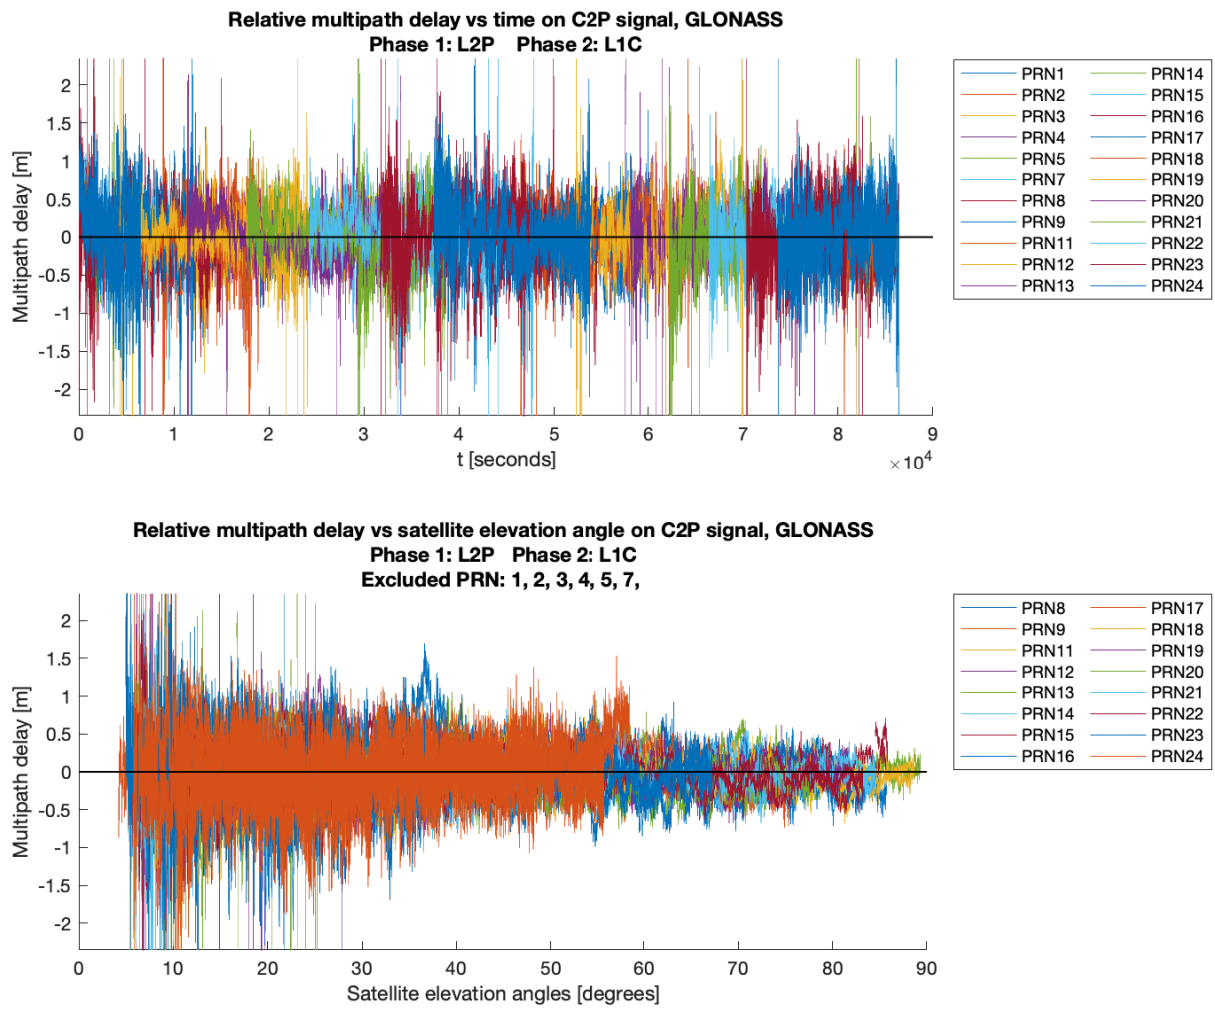 Relative multipath delay vs time on C2P signal, GLONASS
Phase 1: L2P Phase 2: L1C
2
1.5
1
0.5
0
-0.5
-1
-1.5
-2
Multipath delay [m]
0 1 2 3 4 5 6 7 8 9
t [seconds]
×10⁴
PRN1 PRN14
PRN2 PRN15
PRN3 PRN16
PRN4 PRN17
PRN5 PRN18
PRN7 PRN19
PRN8 PRN20
PRN9 PRN21
PRN11 PRN22
PRN12 PRN23
PRN13 PRN24
Relative multipath delay vs satellite elevation angle on C2P signal, GLONASS
Phase 1: L2P Phase 2: L1C
Excluded PRN: 1, 2, 3, 4, 5, 7,
2
1.5
1
0.5
0
-0.5
-1
-1.5
-2
Multipath delay [m]
0 10 20 30 40 50 60 70 80 90
Satellite elevation angles [degrees]
PRN8 PRN17
PRN9 PRN18
PRN11 PRN19
PRN12 PRN20
PRN13 PRN21
PRN14 PRN22
PRN15 PRN23
PRN16 PRN24